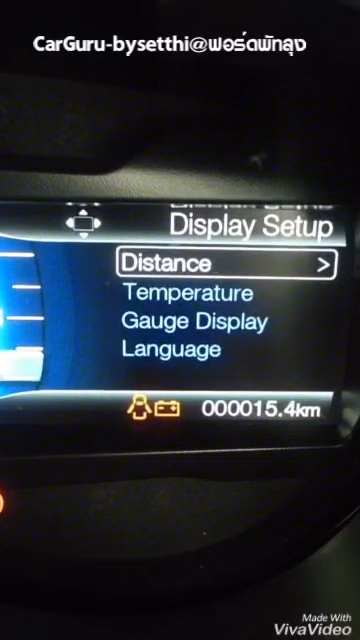 CarGuru-bysetthi@ฟอร์ดพัทลุง
Display Setup
Distance >
Temperature
Gauge Display
Language
000015.4km
Made With
VivaVideo